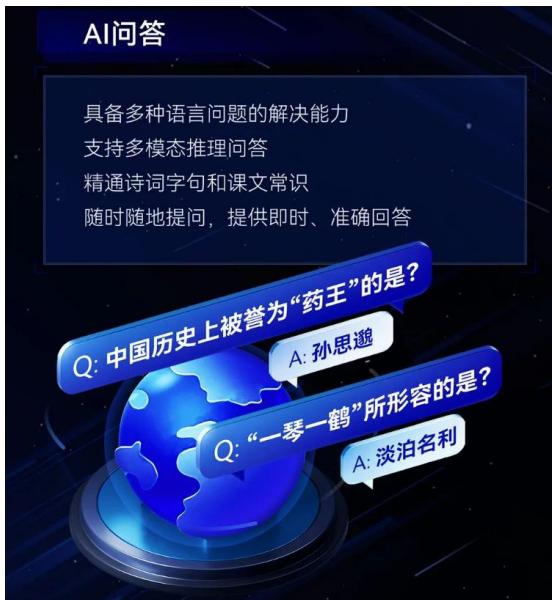 AI问答
具备多种语言问题的解决能力
支持多模态推理问答
精通诗词字句和课文常识
随时随地提问，提供即时、准确回答
Q: 中国历史上被誉为“药王”的是?
A: 孙思邈
Q: “一琴一鹤”所形容的是?
A: 淡泊名利